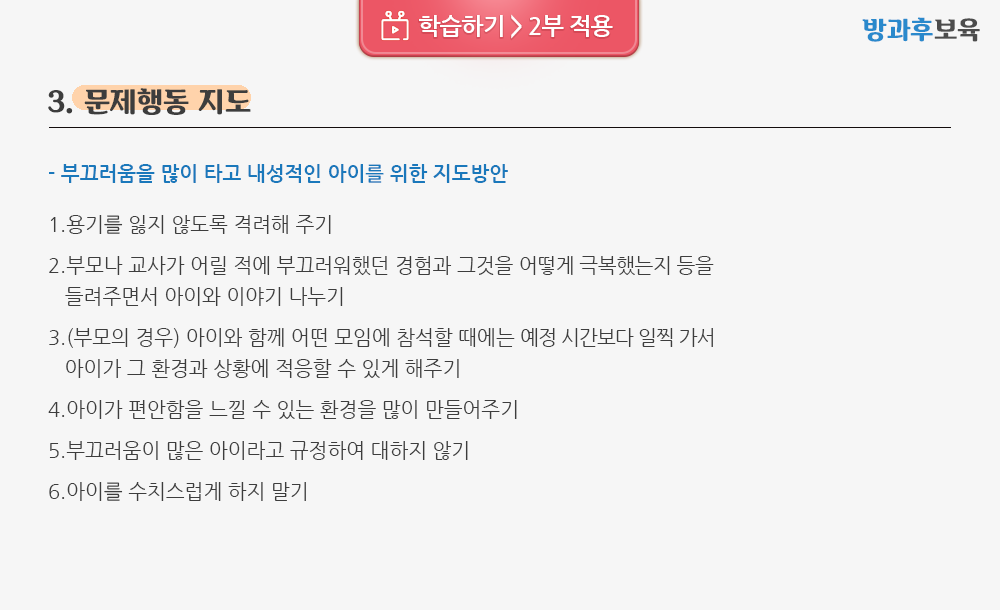 학습하기 > 2부 적용
방과후보육
3. 문제행동 지도
- 부끄러움을 많이 타고 내성적인 아이를 위한 지도방안
1.용기를 잃지 않도록 격려해 주기
2.부모나 교사가 어릴 적에 부끄러워했던 경험과 그것을 어떻게 극복했는지 등을
들려주면서 아이와 이야기 나누기
3.(부모의 경우) 아이와 함께 어떤 모임에 참석할 때에는 예정 시간보다 일찍 가서
아이가 그 환경과 상황에 적응할 수 있게 해주기
4.아이가 편안함을 느낄 수 있는 환경을 많이 만들어주기
5.부끄러움이 많은 아이라고 규정하여 대하지 않기
6.아이를 수치스럽게 하지 말기